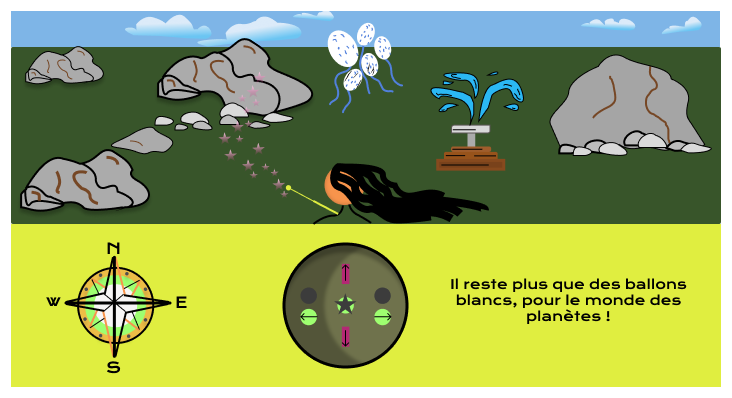 N
W
E
S
Il reste plus que des ballons
blancs, pour le monde des
planètes !